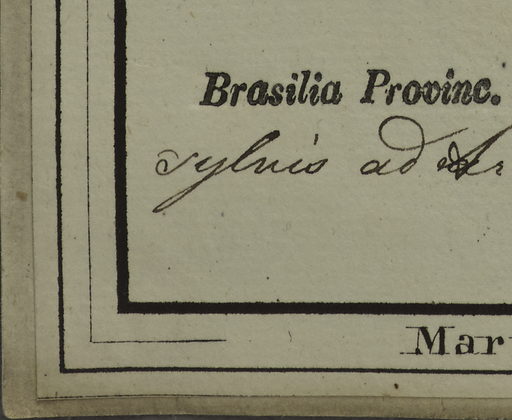 Brasilia Provinc.
sylvis ad
Mar